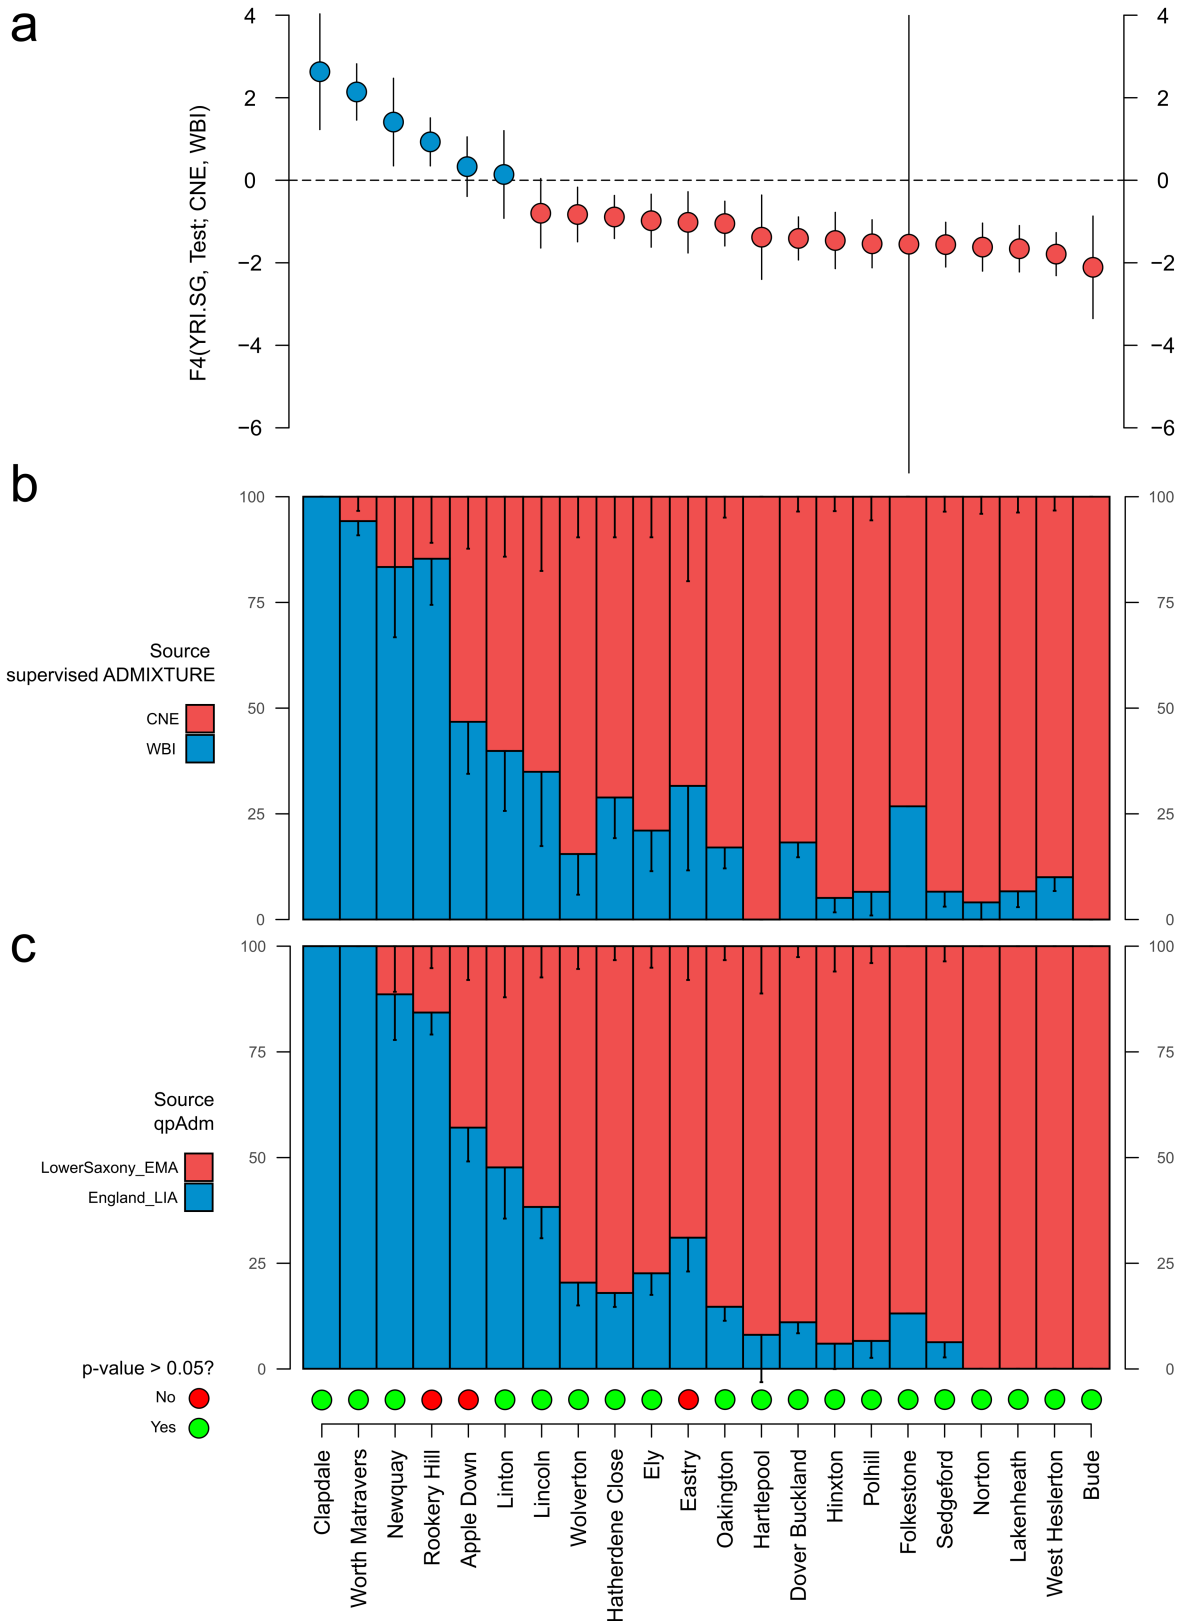 a
F4(YRI.SG, Test; CNE, WBI)
4
2
0
−2
−4
−6
4
2
0
−2
−4
−6
b
100
75
50
25
0
100
75
50
25
0
Source
supervised ADMIXTURE
CNE
WBI
c
100
75
50
25
0
100
75
50
25
0
Source
qpAdm
LowerSaxony_EMA
England_LIA
p-value > 0.05?
No
Yes
Clapdale
Worth Matravers
Newquay
Rookery Hill
Apple Down
Linton
Lincoln
Wolverton
Hatherdene Close
Ely
Eastry
Oakington
Hartlepool
Dover Buckland
Hinxton
Polhill
Folkestone
Sedgeford
Norton
Lakenheath
West Heslerton
Bude